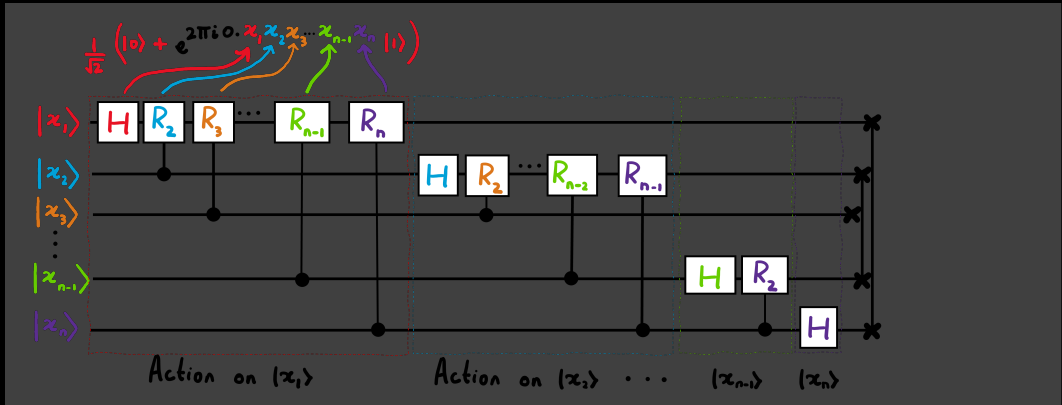 1/√2 (|0⟩ + e^{2πi0.x₁x₂x₃...xₙ₋₁xₙ} |1⟩)
|x₁⟩ H R₂ R₃ ... Rₙ₋₁ Rₙ
|x₂⟩ H R₂ ... Rₙ₋₂ Rₙ₋₁
|x₃⟩
⋮
|xₙ₋₁⟩ H R₂
|xₙ⟩ H
Action on |x₁⟩ Action on |x₂⟩ ... |xₙ₋₁⟩ |xₙ⟩